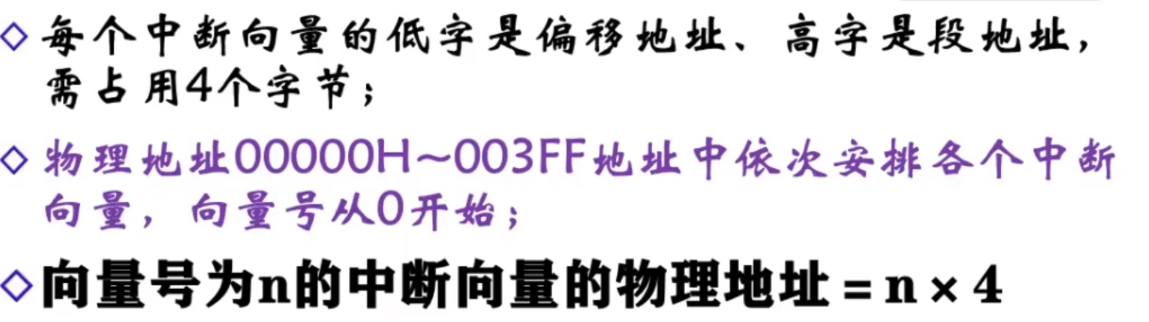 每个中断向量的低字是偏移地址、高字是段地址，
需占用4个字节；
物理地址00000H～003FF地址中依次安排各个中断
向量，向量号从0开始；
向量号为n的中断向量的物理地址=n×4